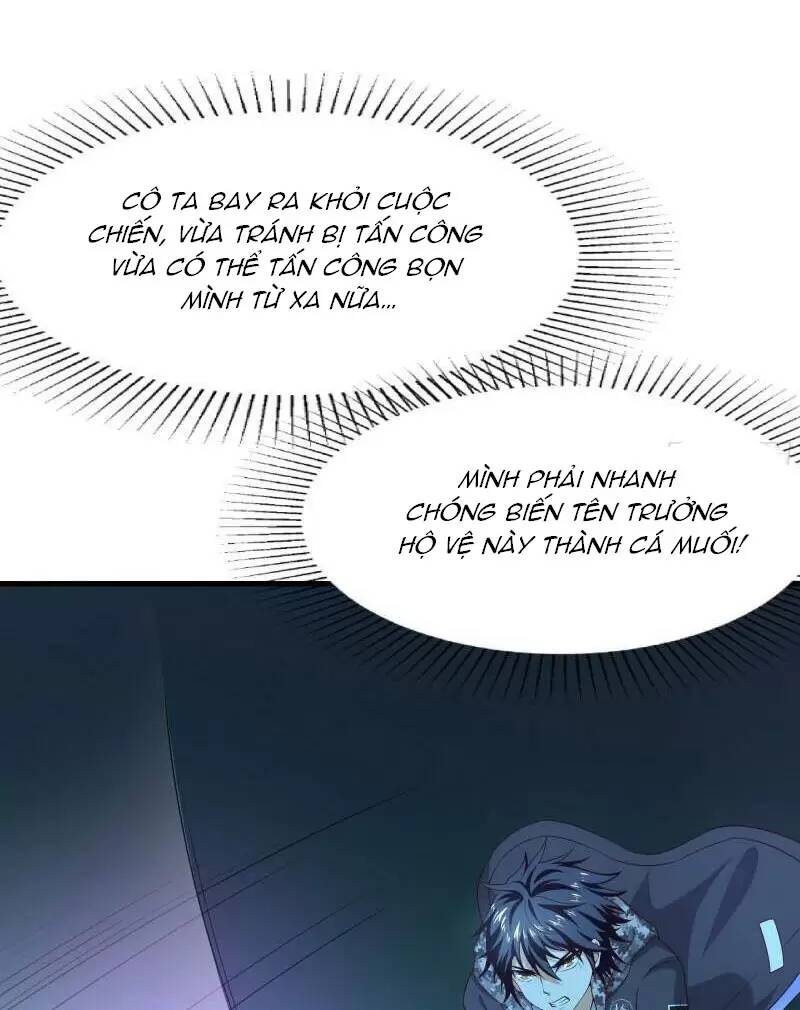 CÔ TA BAY RA KHỎI CUỘC
CHIẾN, VỪA TRÁNH BỊ TẤN CÔNG
VỪA CÓ THỂ TẤN CÔNG BỌN
MÌNH TỪ XA NỮA...
MÌNH PHẢI NHANH
CHÓNG BIẾN TÊN TRƯỞNG
HỘ VỆ NÀY THÀNH CÁ MUỐI!